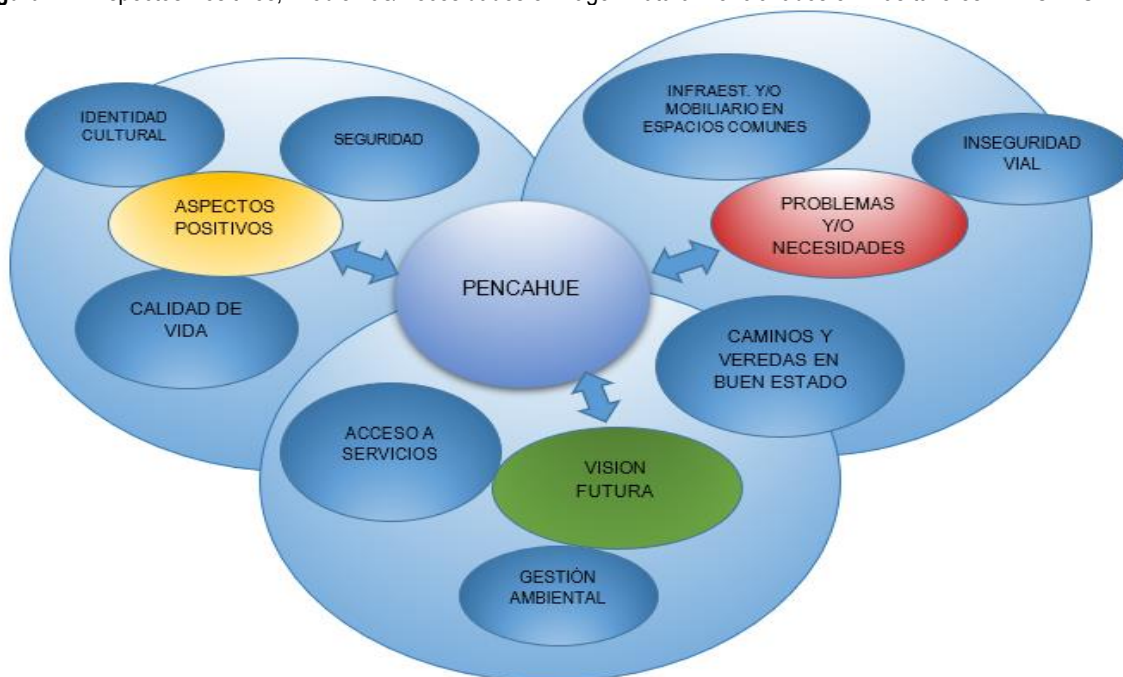 IDENTIDAD
CULTURAL
SEGURIDAD
ASPECTOS
POSITIVOS
CALIDAD DE
VIDA
PENCAHUE
INFRAEST. Y/O
MOBILIARIO EN
ESPACIOS COMUNES
INSEGURIDAD
VIAL
PROBLEMAS
Y/O
NECESIDADES
CAMINOS Y
VEREDAS EN
BUEN ESTADO
ACCESO A
SERVICIOS
VISION
FUTURA
GESTIÓN
AMBIENTAL